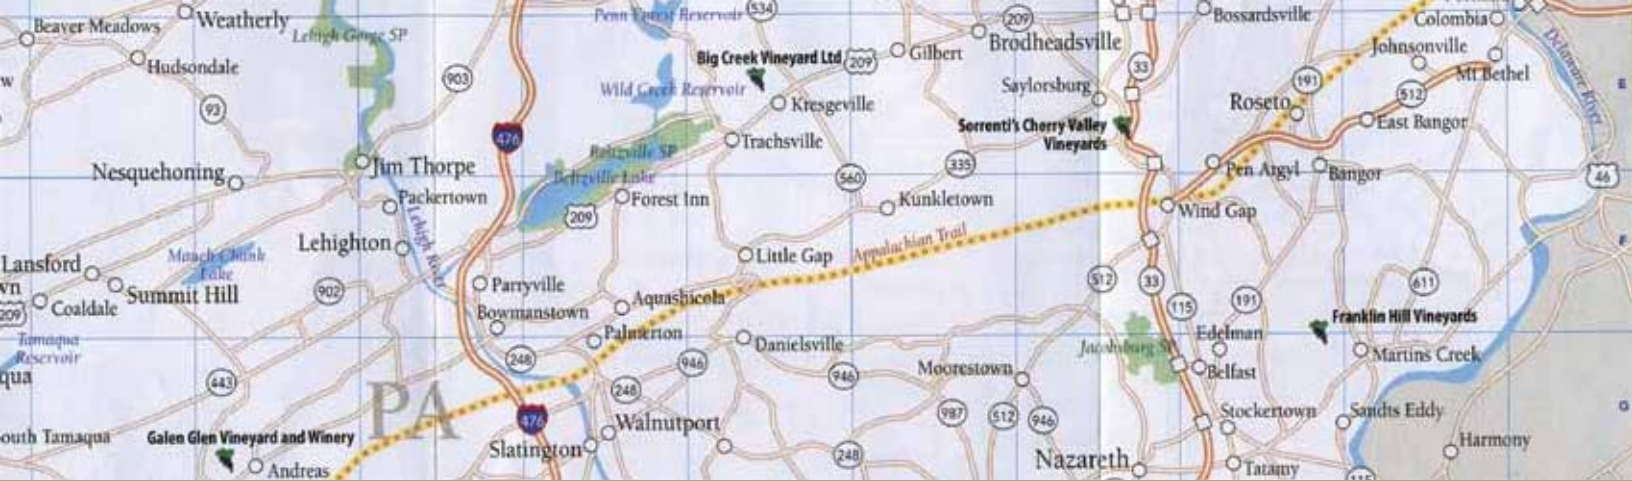 Beaver Meadows
Weatherly
Lehigh Gorge SP
Penn Forest Reservoir
534
209
Bossardsville
Colombia
Hudsondale
903
Big Creek Vineyard Ltd
209
Gilbert
Brodheadsville
33
Johnsonville
Mt Bethel
Delaware River
E
w
93
476
Wild Creek Reservoir
Kresgeville
Saylorsburg
191
512
Roseto
East Bangor
Sorrenti's Cherry Valley
Vineyards
Trachsville
Beltzville SP
Beltzville Lake
Nesquehoning
Jim Thorpe
Packertown
Lehigh River
209
Forest Inn
560
335
Kunkletown
Pen Argyl
Bangor
46
Wind Gap
Lehighton
Mauch Chunk
Lake
Little Gap
Appalachian Trail
F
Lansford
wn
Summit Hill
209
Coaldale
902
Parryville
Aquashicola
Bowmanstown
Palmerton
512
33
115
191
611
Edelman
Franklin Hill Vineyards
Tamaqua
Reservoir
qua
443
248
946
Danielsville
946
Moorestown
Jacobsburg SP
Martins Creek
Belfast
PA
248
987
512
946
Stockertown
Sandts Eddy
G
outh Tamaqua
Galen Glen Vineyard and Winery
Andreas
476
Walnutport
Slatington
248
Nazareth
Tatamy
Harmony
115